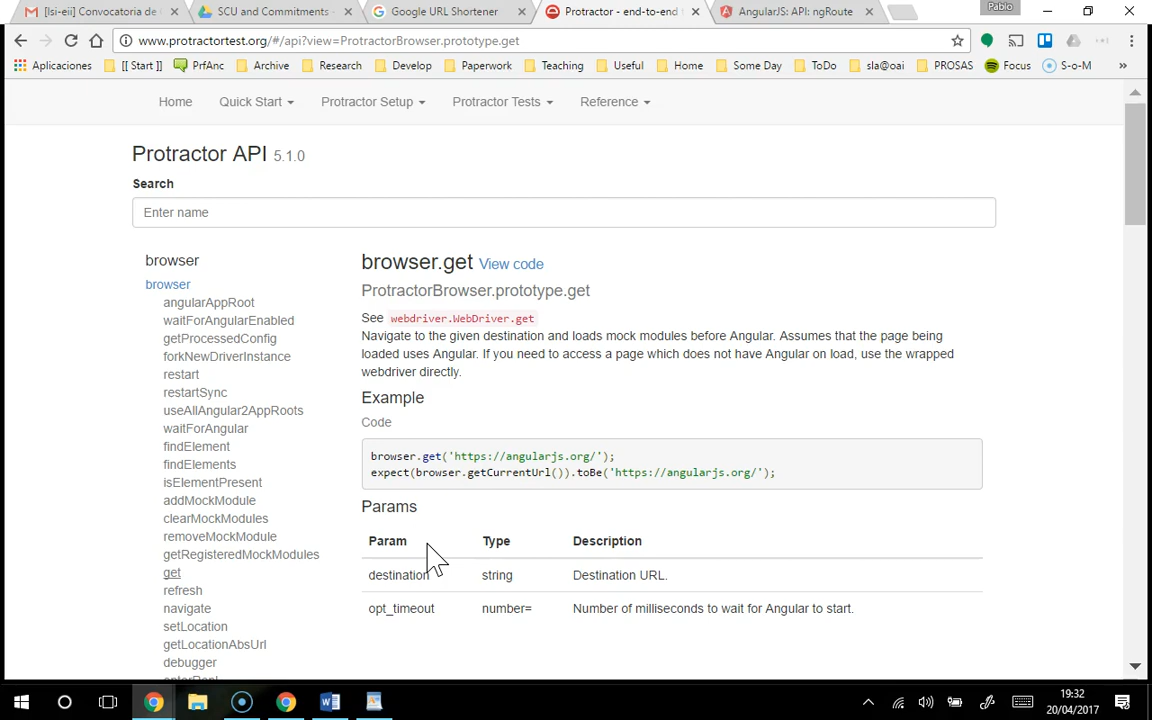 [lsi-eii] Convocatoria de
SCU and Commitments -
Google URL Shortener
Protractor - end-to-end
AngularJS: API: ngRoute
Pablo
www.protractortest.org/#/api?view=ProtractorBrowser.prototype.get
Aplicaciones [[ Start ]] PrfAnc Archive Research Develop Paperwork Teaching Useful Home Some Day ToDo sla@oai PROSAS Focus S-o-M »
Home Quick Start Protractor Setup Protractor Tests Reference
Protractor API 5.1.0
Search
Enter name
browser
browser
angularAppRoot
waitForAngularEnabled
getProcessedConfig
forkNewDriverInstance
restart
restartSync
useAllAngular2AppRoots
waitForAngular
findElement
findElements
isElementPresent
addMockModule
clearMockModules
removeMockModule
getRegisteredMockModules
get
refresh
navigate
setLocation
getLocationAbsUrl
debugger
browser.get View code
ProtractorBrowser.prototype.get
See webdriver.WebDriver.get
Navigate to the given destination and loads mock modules before Angular. Assumes that the page being
loaded uses Angular. If you need to access a page which does not have Angular on load, use the wrapped
webdriver directly.
Example
Code
browser.get('https://angularjs.org/');
expect(browser.getCurrentUrl()).toBe('https://angularjs.org/');
Params
Param Type Description
destination string Destination URL.
opt_timeout number= Number of milliseconds to wait for Angular to start.
19:32
20/04/2017